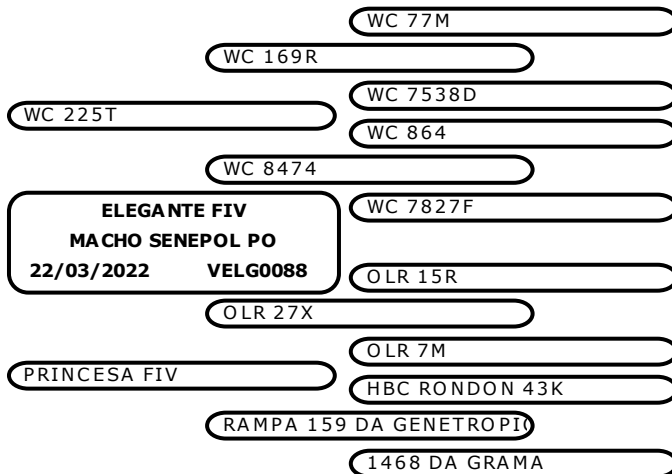 WC 77M
WC 169R
WC 7538D
WC 225T
WC 864
WC 8474
ELEGANTE FIV
WC 7827F
MACHO SENEPOL PO
22/03/2022 VELG0088
OLR 15R
OLR 27X
OLR 7M
PRINCESA FIV
HBC RONDON 43K
RAMPA 159 DA GENETROPIC
1468 DA GRAMA